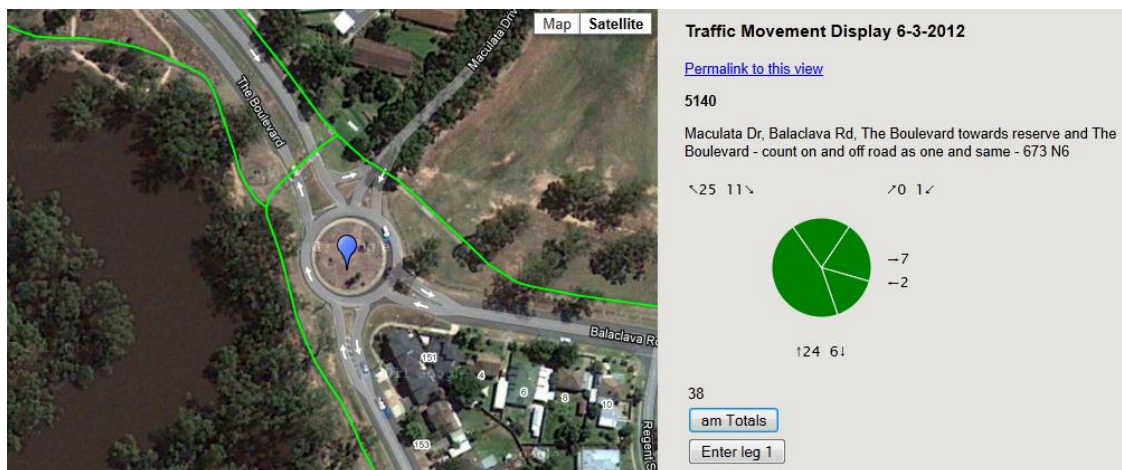 Map Satellite
Maculata Driv
The Boulevard
Balaclava Rd
Regent S
151
4
6
8
10
153
Traffic Movement Display 6-3-2012
Permalink to this view
5140
Maculata Dr, Balaclava Rd, The Boulevard towards reserve and The
Boulevard - count on and off road as one and same - 673 N6
↖25 11↘ ↗0 1↙
→7
←2
↑24 6↓
38
am Totals
Enter leg 1